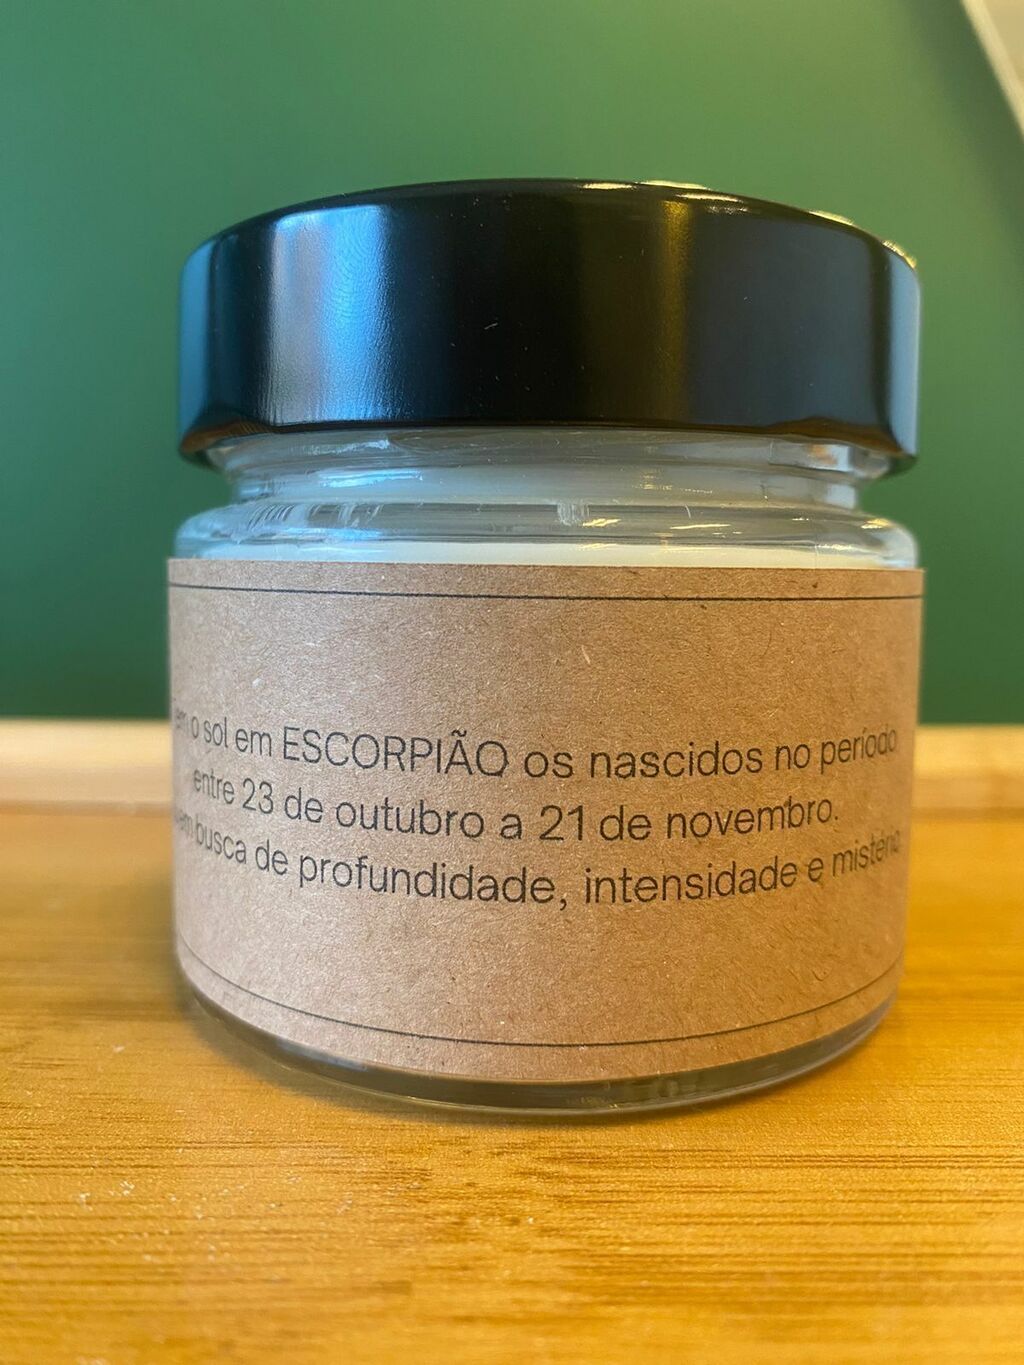 o sol em ESCORPIÃO os nascidos no período
entre 23 de outubro a 21 de novembro.
busca de profundidade, intensidade e mistério